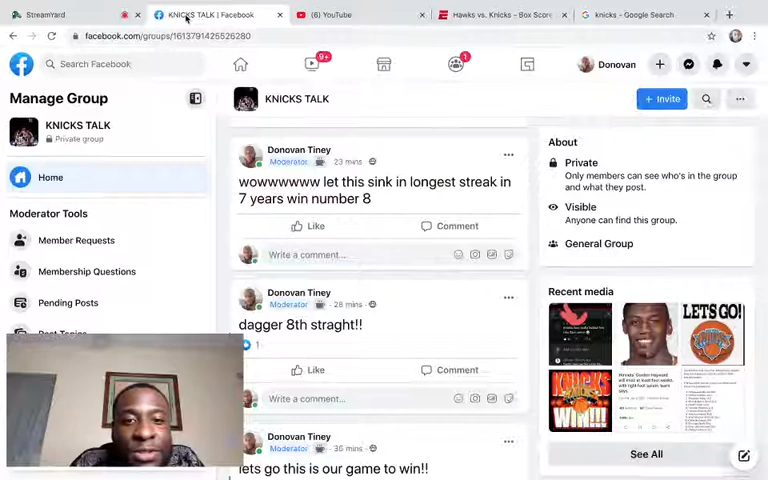 StreamYard
KNICKS TALK | Facebook
(6) YouTube
Hawks vs. Knicks - Box Score
knicks - Google Search
facebook.com/groups/1613791425526280
Search Facebook
9+
1
Donovan
Manage Group
KNICKS TALK
Private group
Home
Moderator Tools
Member Requests
Membership Questions
Pending Posts
KNICKS TALK
+ Invite
Donovan Tiney
Moderator
23 mins
wowwwwwww let this sink in longest streak in
7 years win number 8
Like
Comment
Write a comment...
Donovan Tiney
Moderator
28 mins
dagger 8th straght!!
1
Like
Comment
Write a comment...
Donovan Tiney
Moderator
36 mins
lets go this is our game to win!!
About
Private
Only members can see who's in the group
and what they post.
Visible
Anyone can find this group.
General Group
Recent media
LETS GO!
KNICKS
WIN!!
See All